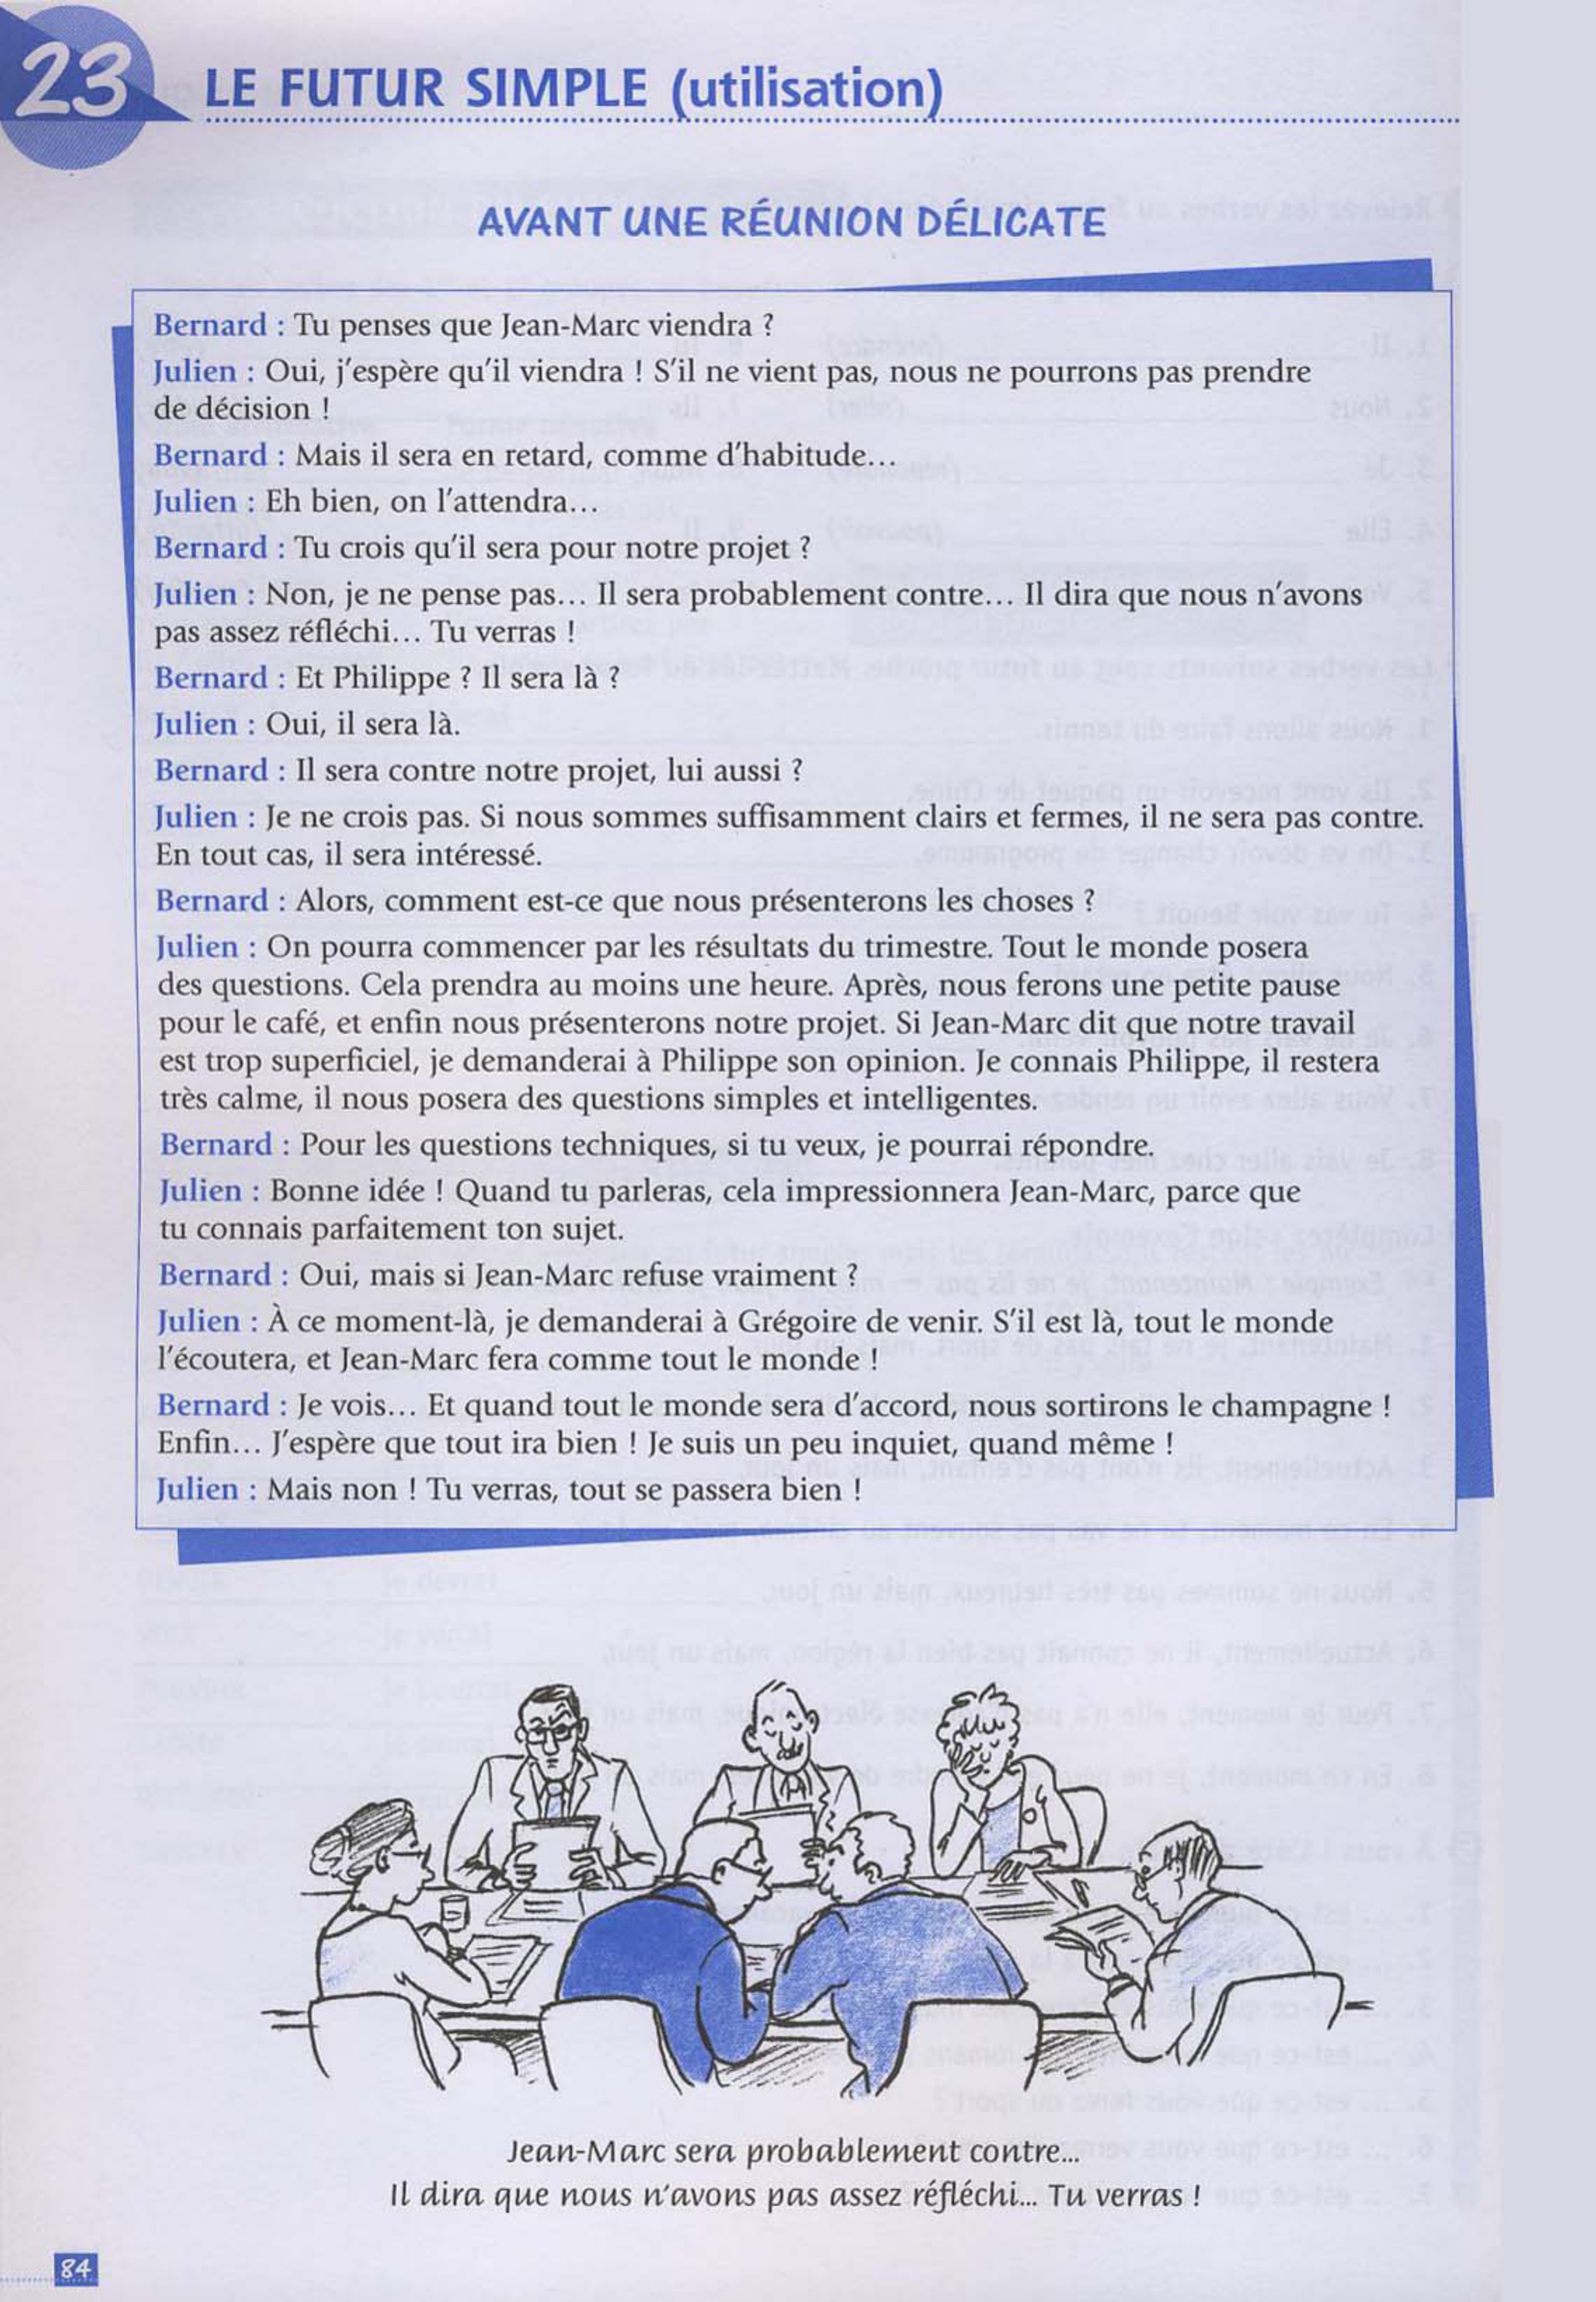 23
LE FUTUR SIMPLE (utilisation)
AVANT UNE RÉUNION DÉLICATE
Bernard : Tu penses que Jean-Marc viendra ?
Julien : Oui, j'espère qu'il viendra ! S'il ne vient pas, nous ne pourrons pas prendre
de décision !
Bernard : Mais il sera en retard, comme d'habitude...
Julien : Eh bien, on l'attendra...
Bernard : Tu crois qu'il sera pour notre projet ?
Julien : Non, je ne pense pas... Il sera probablement contre... Il dira que nous n'avons
pas assez réfléchi... Tu verras !
Bernard : Et Philippe ? Il sera là ?
Julien : Oui, il sera là.
Bernard : Il sera contre notre projet, lui aussi ?
Julien : Je ne crois pas. Si nous sommes suffisamment clairs et fermes, il ne sera pas contre.
En tout cas, il sera intéressé.
Bernard : Alors, comment est-ce que nous présenterons les choses ?
Julien : On pourra commencer par les résultats du trimestre. Tout le monde posera
des questions. Cela prendra au moins une heure. Après, nous ferons une petite pause
pour le café, et enfin nous présenterons notre projet. Si Jean-Marc dit que notre travail
est trop superficiel, je demanderai à Philippe son opinion. Je connais Philippe, il restera
très calme, il nous posera des questions simples et intelligentes.
Bernard : Pour les questions techniques, si tu veux, je pourrai répondre.
Julien : Bonne idée ! Quand tu parleras, cela impressionnera Jean-Marc, parce que
tu connais parfaitement ton sujet.
Bernard : Oui, mais si Jean-Marc refuse vraiment ?
Julien : À ce moment-là, je demanderai à Grégoire de venir. S'il est là, tout le monde
l'écoutera, et Jean-Marc fera comme tout le monde !
Bernard : Je vois... Et quand tout le monde sera d'accord, nous sortirons le champagne !
Enfin... J'espère que tout ira bien ! Je suis un peu inquiet, quand même !
Julien : Mais non ! Tu verras, tout se passera bien !
Jean-Marc sera probablement contre...
Il dira que nous n'avons pas assez réfléchi... Tu verras !
84